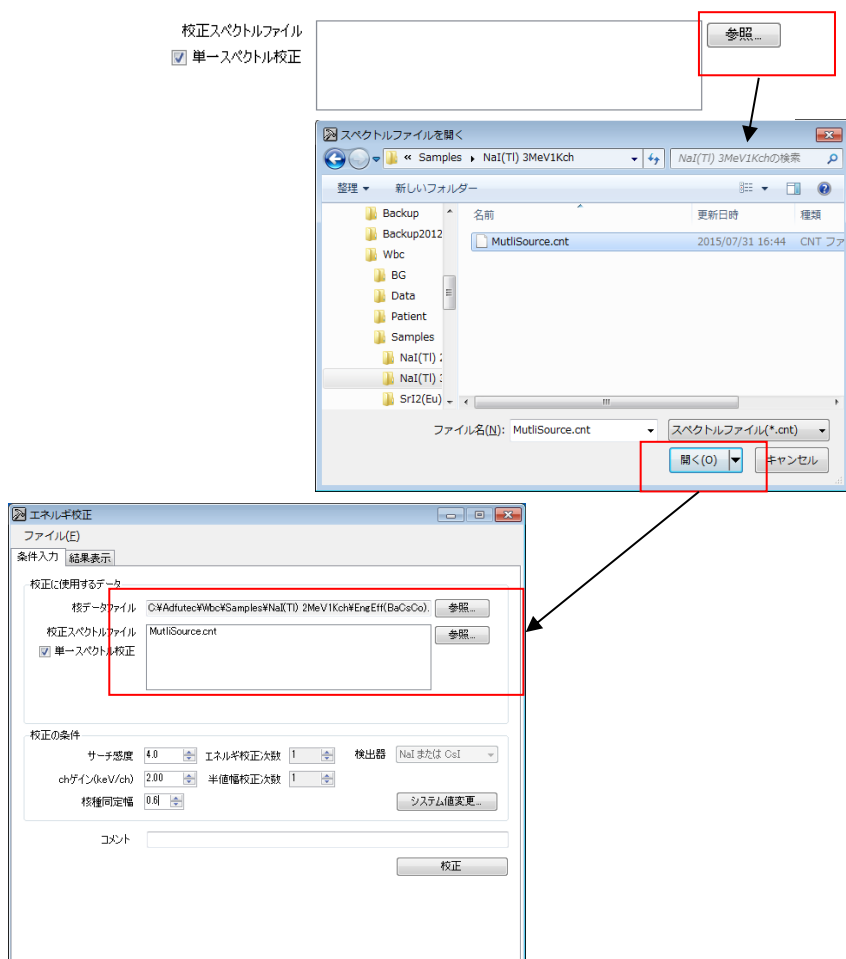 校正スペクトルファイル
単一スペクトル校正
参照...
スペクトルファイルを開く
« Samples ▸ NaI(Tl) 3MeV1Kch
NaI(Tl) 3MeV1Kchの検索
整理 ▼ 新しいフォルダー
名前 更新日時 種類
Backup
Backup2012
Wbc
BG
Data
Patient
Samples
NaI(Tl) 2
NaI(Tl) 3
SrI2(Eu)
MutliSource.cnt 2015/07/31 16:44 CNT ファ
ファイル名(N): MutliSource.cnt スペクトルファイル(*.cnt)
開く(O) キャンセル
エネルギ校正
ファイル(F)
条件入力 結果表示
校正に使用するデータ
核データファイル C:¥Adfutec¥Wbc¥Samples¥NaI(Tl) 2MeV1Kch¥EngEff(BaCsCo). 参照...
校正スペクトルファイル MutliSource.cnt 参照...
単一スペクトル校正
校正の条件
サーチ感度 4.0 エネルギ校正次数 1 検出器 NaI または CsI
chゲイン(keV/ch) 2.00 半値幅校正次数 1
核種同定幅 0.6 システム値変更...
コメント
校正